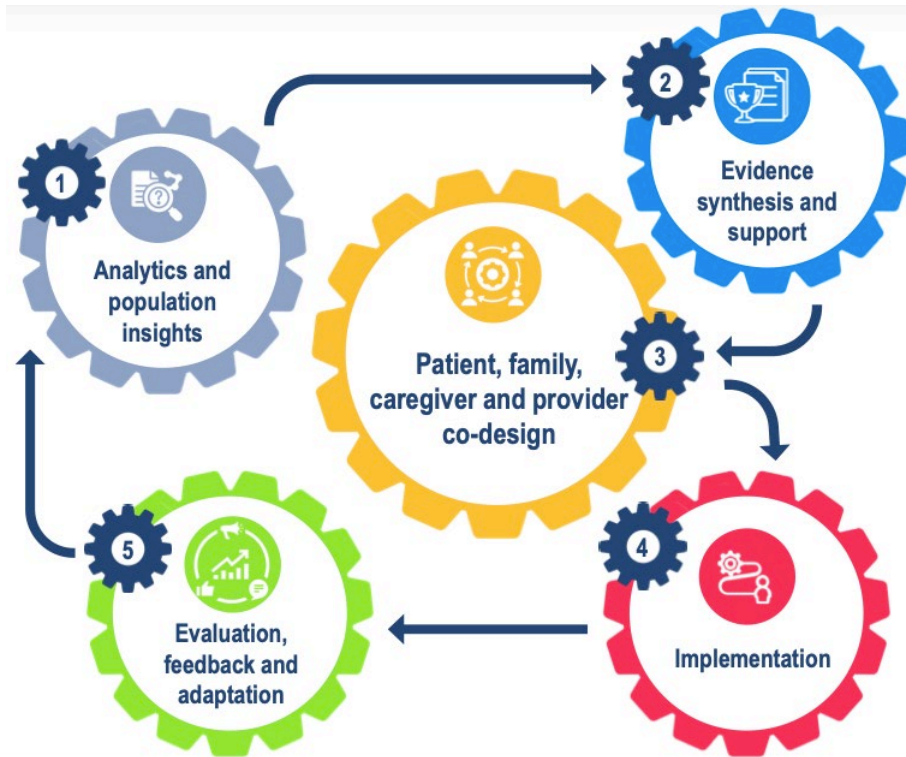 1
Analytics and
population
insights
2
Evidence
synthesis and
support
3
Patient, family,
caregiver and provider
co-design
4
Implementation
5
Evaluation,
feedback and
adaptation